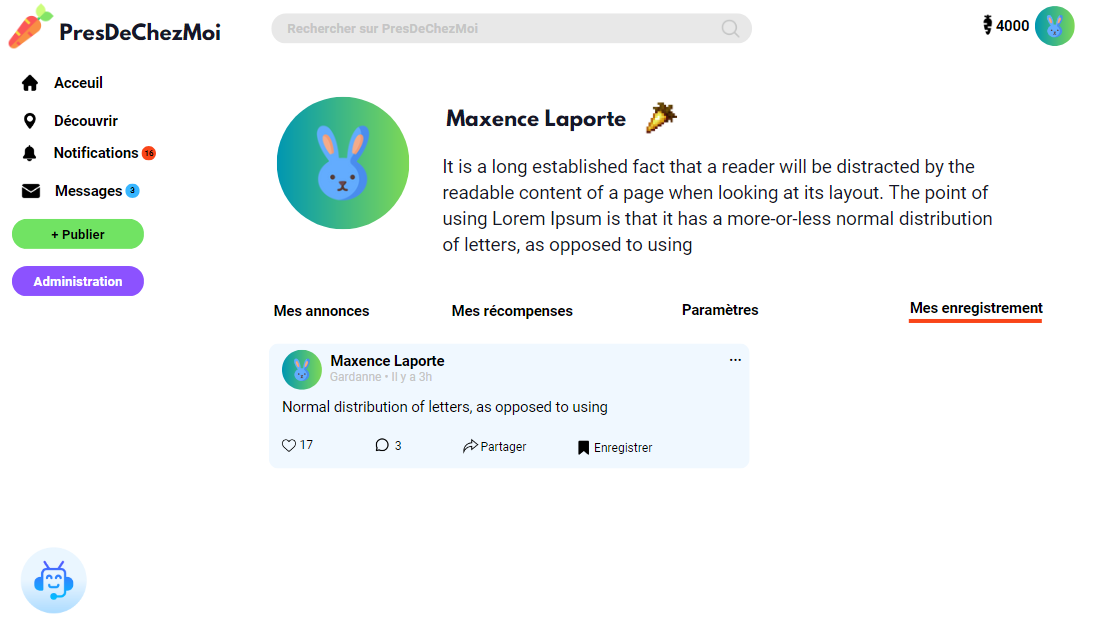 PresDeChezMoi
Rechercher sur PresDeChezMoi
4000
Acceuil
Découvrir
Notifications 16
Messages 3
+ Publier
Administration
Maxence Laporte
It is a long established fact that a reader will be distracted by the
readable content of a page when looking at its layout. The point of
using Lorem Ipsum is that it has a more-or-less normal distribution
of letters, as opposed to using
Mes annonces
Mes récompenses
Paramètres
Mes enregistrement
Maxence Laporte
...
Gardanne • Il y a 3h
Normal distribution of letters, as opposed to using
17
3
Partager
Enregistrer